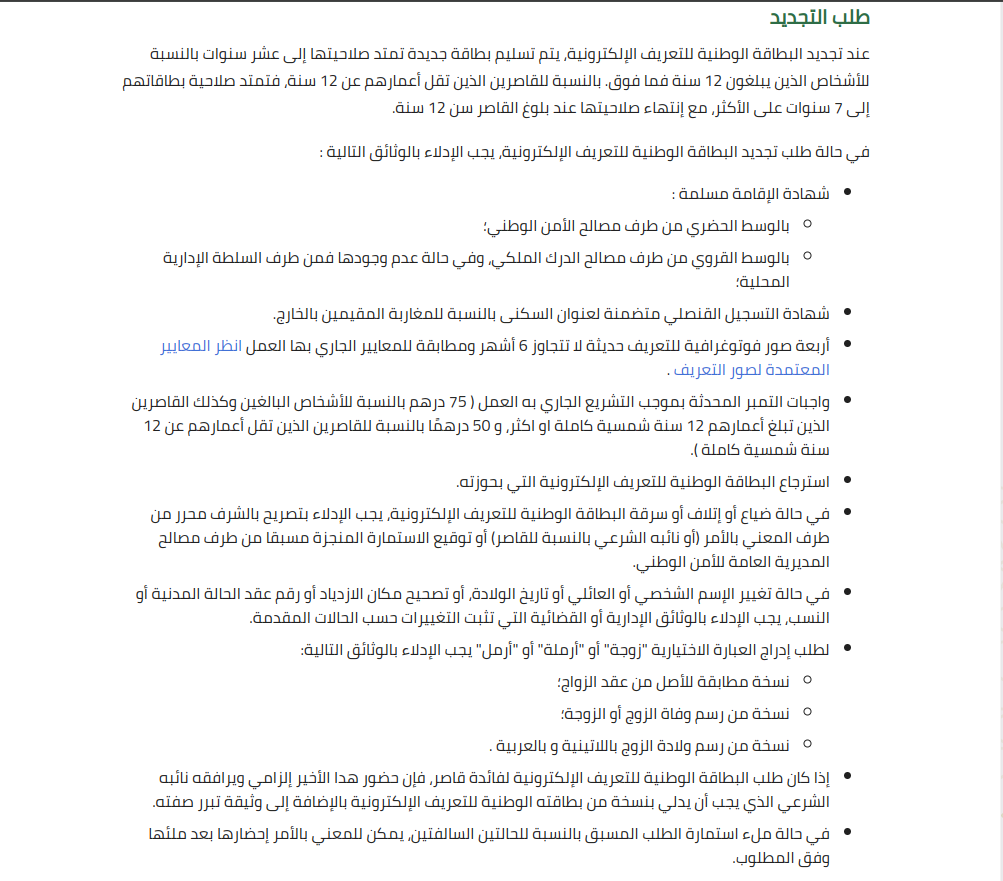 طلب التجديد
عند تجديد البطاقة الوطنية للتعريف الإلكترونية، يتم تسليم بطاقة جديدة تمتد صلاحيتها إلى عشر سنوات بالنسبة
للأشخاص الذين يبلغون 12 سنة فما فوق. بالنسبة للقاصرين الذين تقل أعمارهم عن 12 سنة، فتمتد صلاحية بطاقاتهم
إلى 7 سنوات على الأكثر، مع إنتهاء صلاحيتها عند بلوغ القاصر سن 12 سنة.
في حالة طلب تجديد البطاقة الوطنية للتعريف الإلكترونية، يجب الإدلاء بالوثائق التالية :
• شهادة الإقامة مسلمة :
○ بالوسط الحضري من طرف مصالح الأمن الوطني؛
○ بالوسط القروي من طرف مصالح الدرك الملكي، وفي حالة عدم وجودها فمن طرف السلطة الإدارية
المحلية؛
• شهادة التسجيل القنصلي متضمنة لعنوان السكنى بالنسبة للمغاربة المقيمين بالخارج.
• أربعة صور فوتوغرافية للتعريف حديثة لا تتجاوز 6 أشهر ومطابقة للمعايير الجاري بها العمل انظر المعايير
المعتمدة لصور التعريف .
• واجبات التمبر المحدثة بموجب التشريع الجاري به العمل ( 75 درهم بالنسبة للأشخاص البالغين وكذلك القاصرين
الذين تبلغ أعمارهم 12 سنة شمسية كاملة او اكثر، و 50 درهمًا بالنسبة للقاصرين الذين تقل أعمارهم عن 12
سنة شمسية كاملة ).
• استرجاع البطاقة الوطنية للتعريف الإلكترونية التي بحوزته.
• في حالة ضياع أو إتلاف أو سرقة البطاقة الوطنية للتعريف الإلكترونية، يجب الإدلاء بتصريح بالشرف محرر من
طرف المعني بالأمر (أو نائبه الشرعي بالنسبة للقاصر) أو توقيع الاستمارة المنجزة مسبقا من طرف مصالح
المديرية العامة للأمن الوطني.
• في حالة تغيير الإسم الشخصي أو العائلي أو تاريخ الولادة، أو تصحيح مكان الازدياد أو رقم عقد الحالة المدنية أو
النسب، يجب الإدلاء بالوثائق الإدارية أو القضائية التي تثبت التغييرات حسب الحالات المقدمة.
• لطلب إدراج العبارة الاختيارية "زوجة" أو "أرملة" أو "أرمل" يجب الإدلاء بالوثائق التالية:
○ نسخة مطابقة للأصل من عقد الزواج؛
○ نسخة من رسم وفاة الزوج أو الزوجة؛
○ نسخة من رسم ولادة الزوج باللاتينية و بالعربية .
• إذا كان طلب البطاقة الوطنية للتعريف الإلكترونية لفائدة قاصر، فإن حضور هدا الأخير إلزامي ويرافقه نائبه
الشرعي الذي يجب أن يدلي بنسخة من بطاقته الوطنية للتعريف الإلكترونية بالإضافة إلى وثيقة تبرر صفته.
• في حالة ملء استمارة الطلب المسبق بالنسبة للحالتين السالفتين، يمكن للمعني بالأمر إحضارها بعد ملئها
وفق المطلوب.